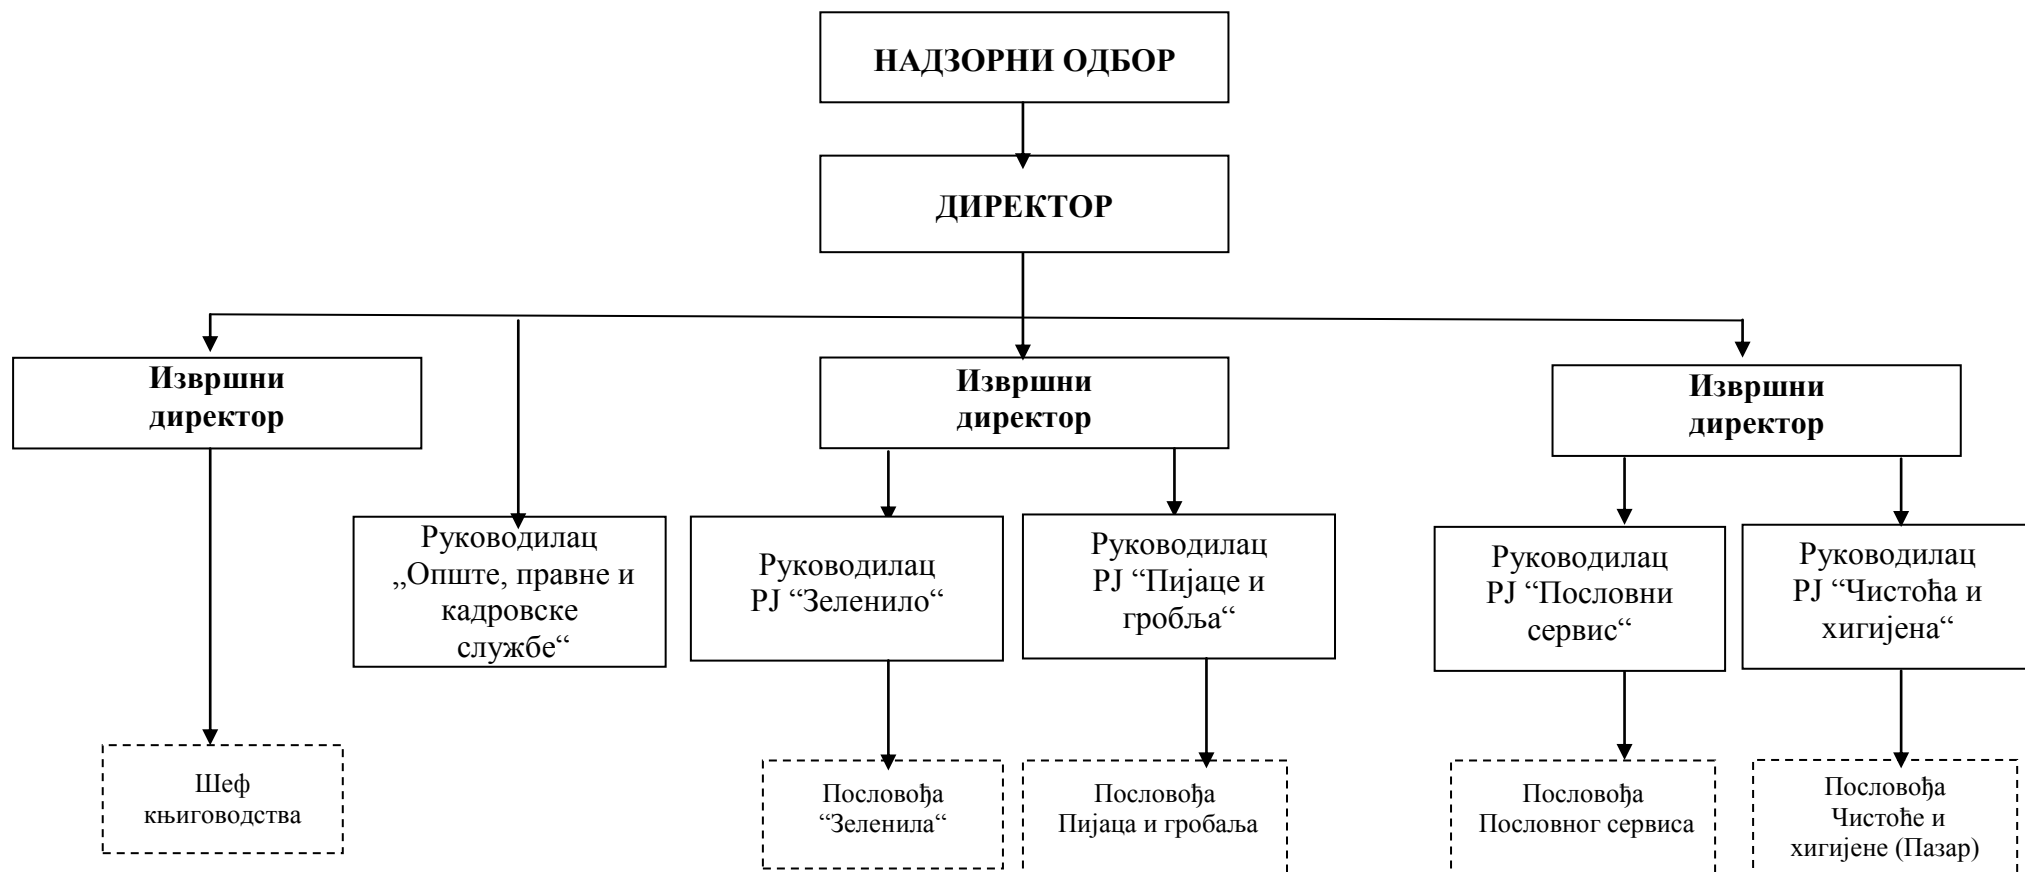 НАДЗОРНИ ОДБОР
ДИРЕКТОР
Извршни
директор
Извршни
директор
Извршни
директор
Руководилац
„Опште, правне и
кадровске
службе“
Руководилац
РЈ “Зеленило“
Руководилац
РЈ “Пијаце и
гробља“
Руководилац
РЈ “Пословни
сервис“
Руководилац
РЈ “Чистоћа и
хигијена“
Шеф
књиговодства
Пословођа
“Зеленила“
Пословођа
Пијаца и гробаља
Пословођа
Пословног сервиса
Пословођа
Чистоће и
хигијене (Пазар)